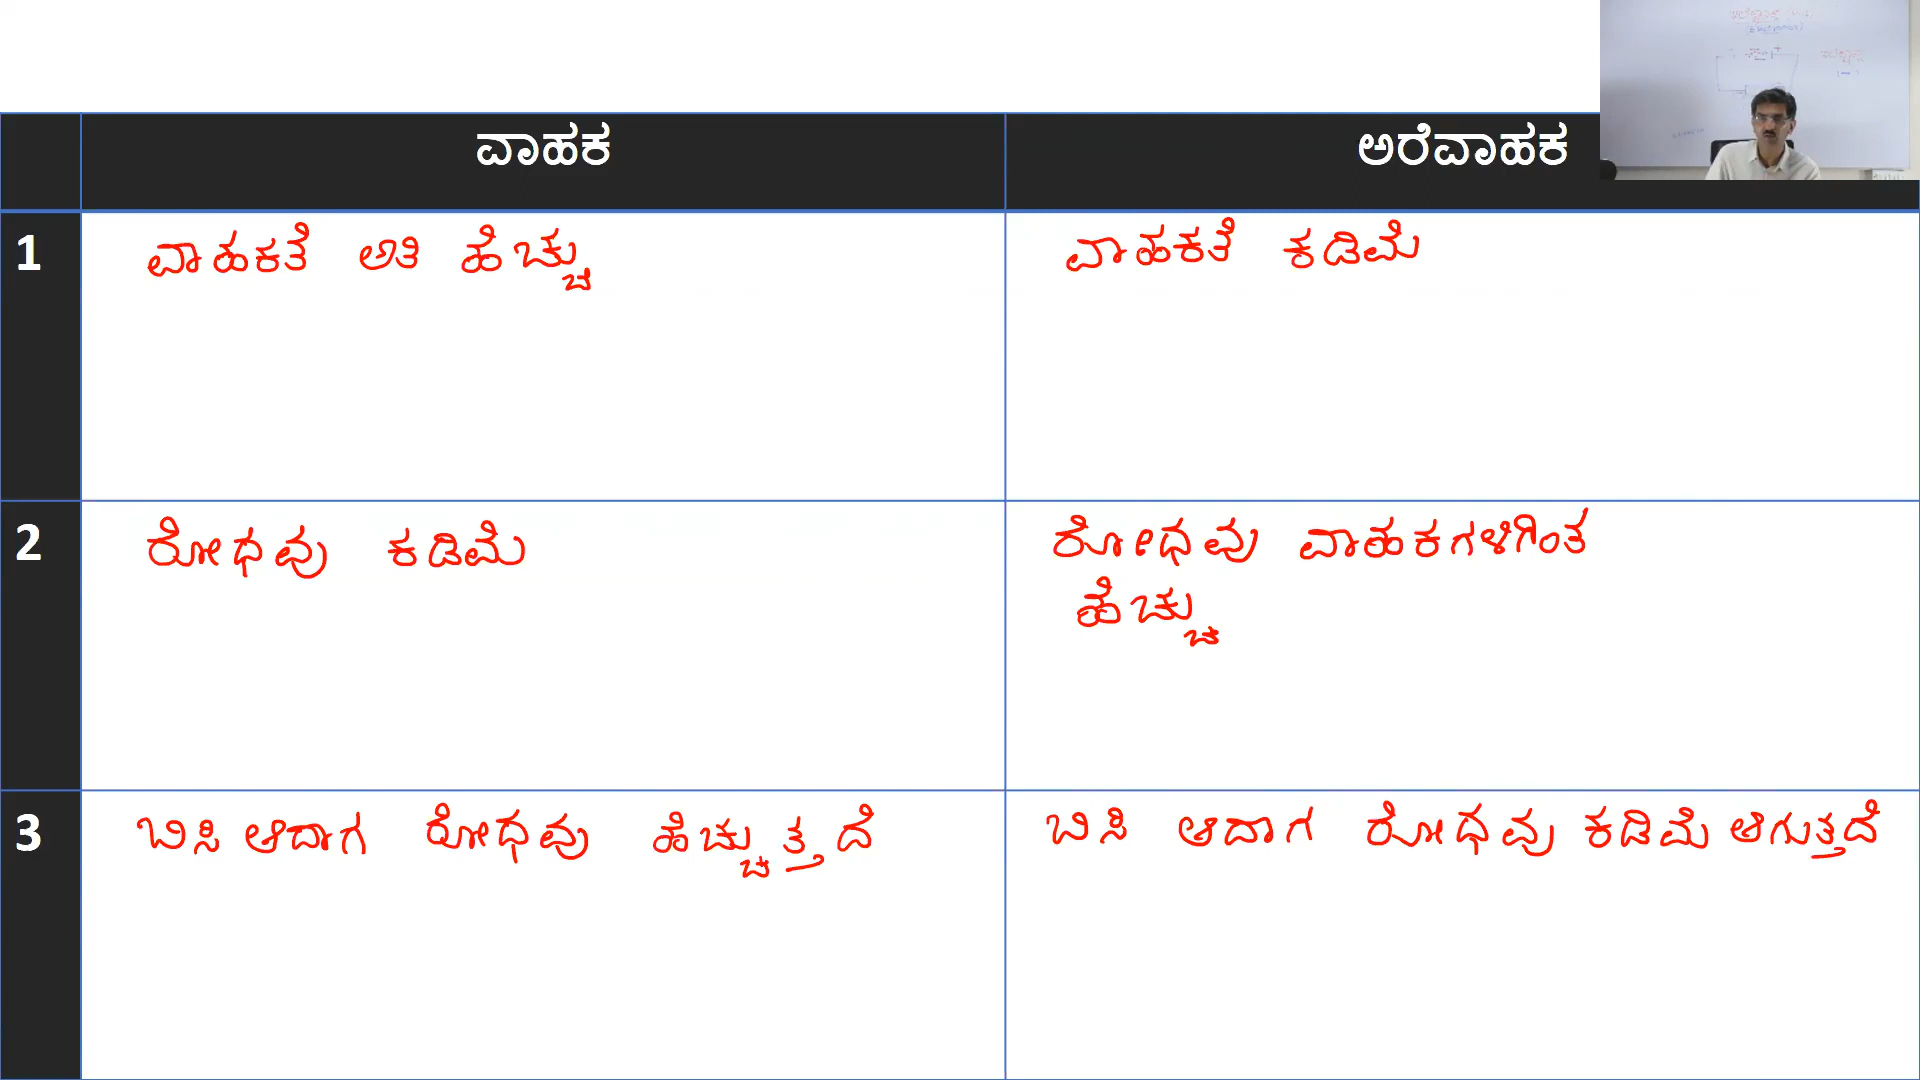 ವಾಹಕ ಅರೆವಾಹಕ
1 ವಾಹಕತೆ ಅತಿ ಹೆಚ್ಚು ವಾಹಕತೆ ಕಡಿಮೆ
2 ರೋಧವು ಕಡಿಮೆ ರೋಧವು ವಾಹಕಗಳಿಗಿಂತ
ಹೆಚ್ಚು
3 ಬಿಸಿ ಆದಾಗ ರೋಧವು ಹೆಚ್ಚುತ್ತದೆ ಬಿಸಿ ಆದಾಗ ರೋಧವು ಕಡಿಮೆ ಆಗುತ್ತದೆ